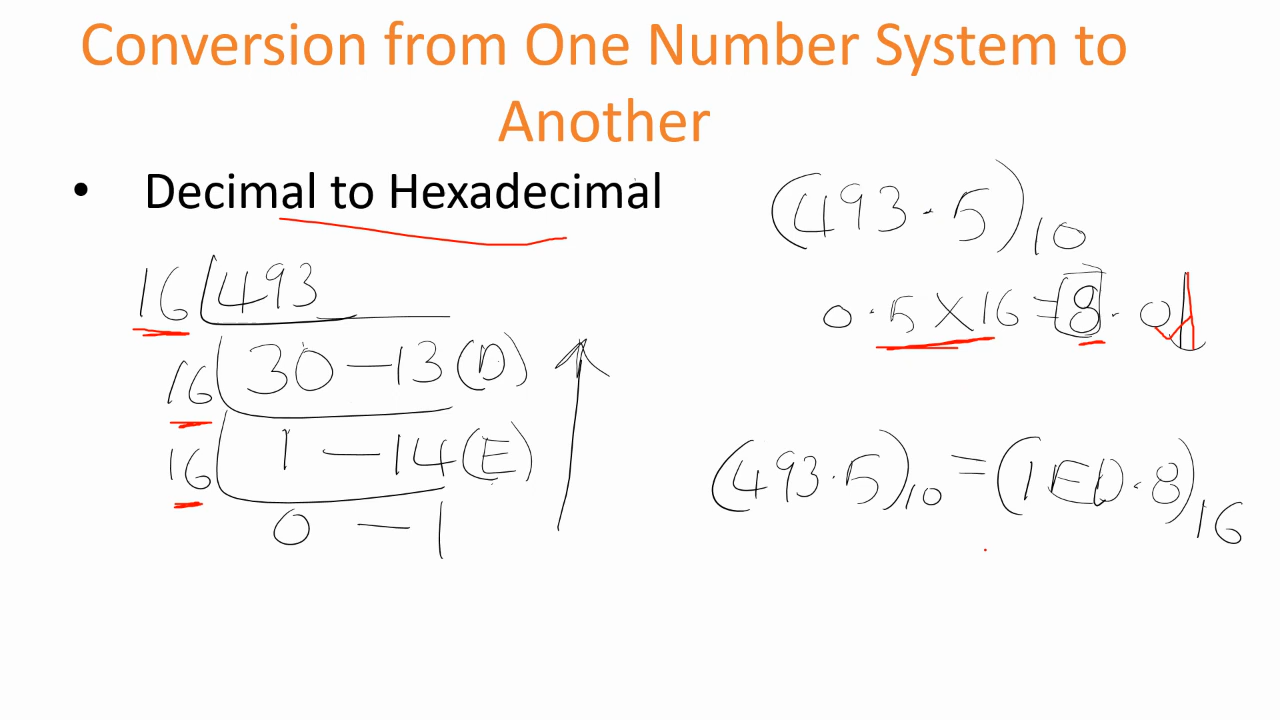 Conversion from One Number System to
Another
• Decimal to Hexadecimal
(493.5)10
16 493
0.5 X 16 = 8.0
16 30 — 13 (D)
16 1 — 14 (E)
0 — 1
(493.5)10 = (1ED.8)16